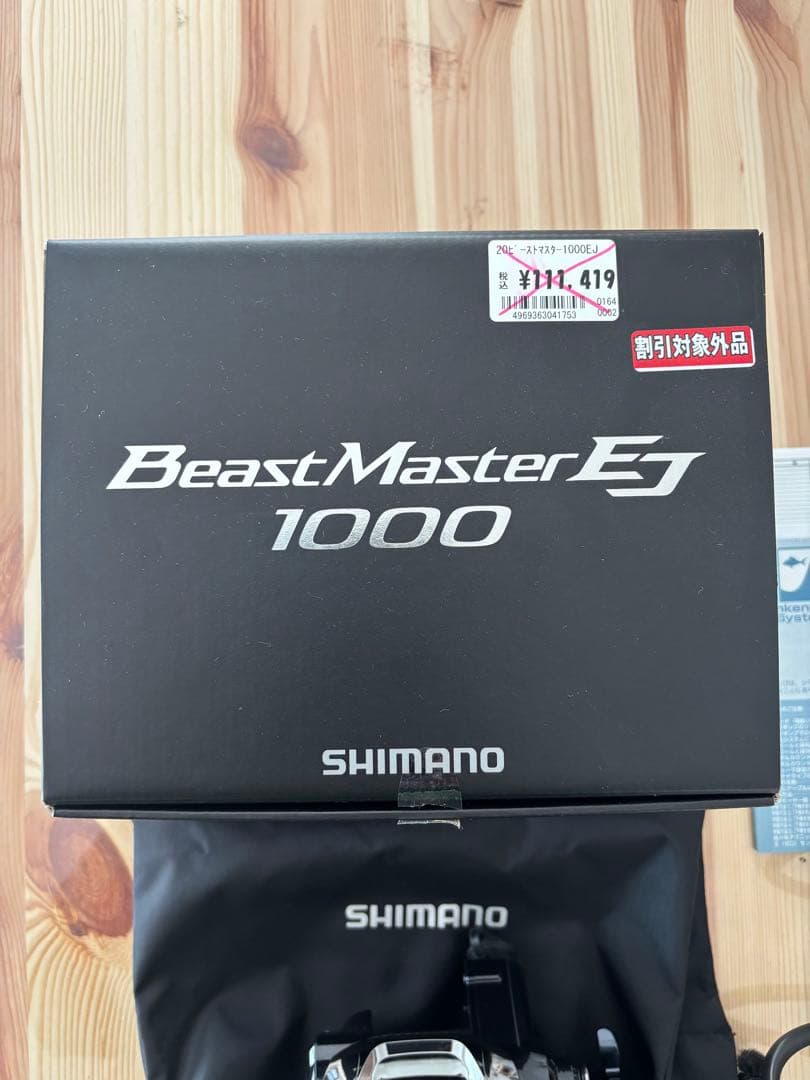 20ビーストマスター1000EJ
税込 ¥111,419
0164
4969363041753 0002
割引対象外品
BeastMaster EJ
1000
SHIMANO
SHIMANO